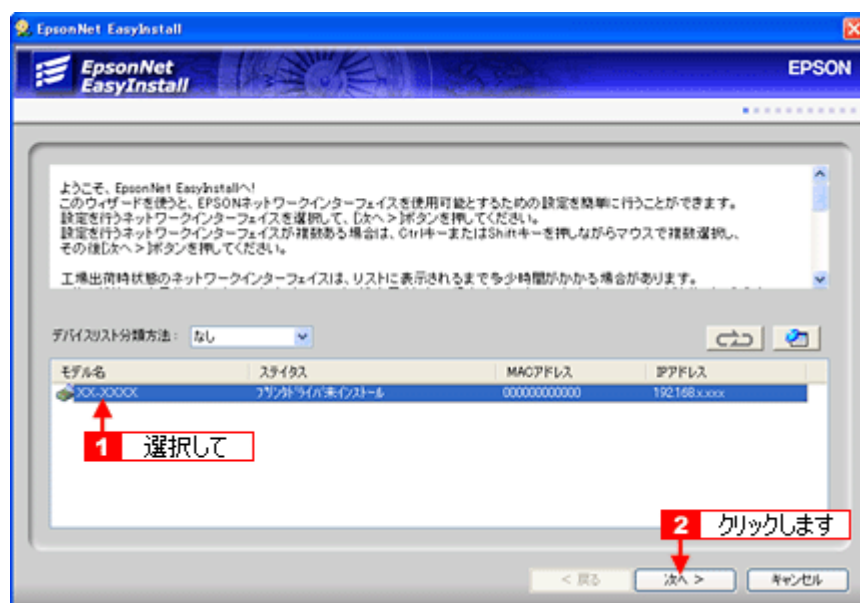 EpsonNet EasyInstall
EpsonNet
EasyInstall
EPSON
ようこそ、EpsonNet EasyInstallへ!
このウィザードを使うと、EPSONネットワークインターフェイスを使用可能とするための設定を簡単に行うことができます。
設定を行うネットワークインターフェイスを選択して、[次へ >]ボタンを押してください。
設定を行うネットワークインターフェイスが複数ある場合は、CtrlキーまたはShiftキーを押しながらマウスで複数選択し、
その後[次へ >]ボタンを押してください。
工場出荷時状態のネットワークインターフェイスは、リストに表示されるまで多少時間がかかる場合があります。
デバイスリスト分類方法: なし
モデル名 ステイタス MACアドレス IPアドレス
XX-XXXX プリンタドライバ未インストール 000000000000 192.168.x.xxx
1 選択して
2 クリックします
< 戻る 次へ > キャンセル